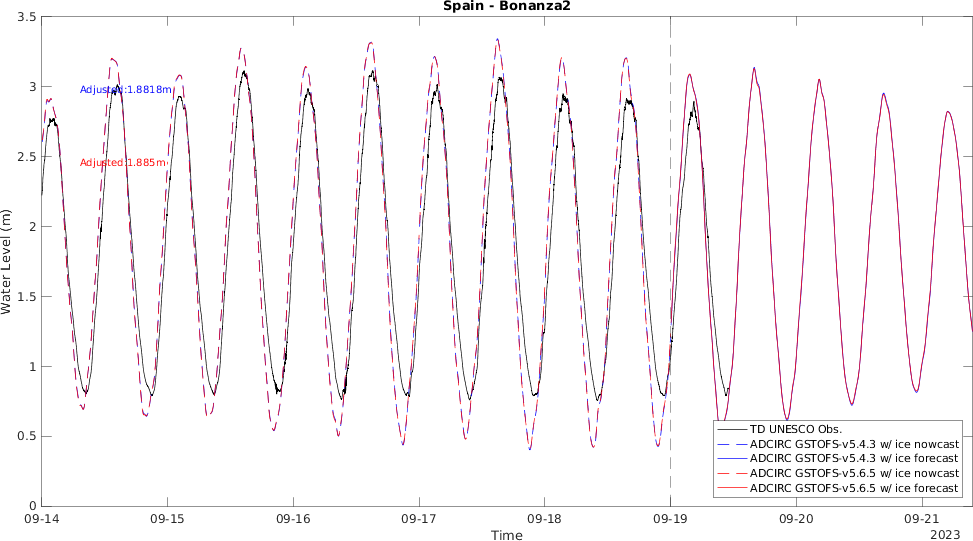 Spain - Bonanza2
3.5
3
2.5
2
1.5
1
0.5
0
Water Level (m)
Adjusted:1.8818m
Adjusted:1.885m
TD UNESCO Obs.
ADCIRC GSTOFS-v5.4.3 w/ ice nowcast
ADCIRC GSTOFS-v5.4.3 w/ ice forecast
ADCIRC GSTOFS-v5.6.5 w/ ice nowcast
ADCIRC GSTOFS-v5.6.5 w/ ice forecast
09-14 09-15 09-16 09-17 09-18 09-19 09-20 09-21
Time
2023